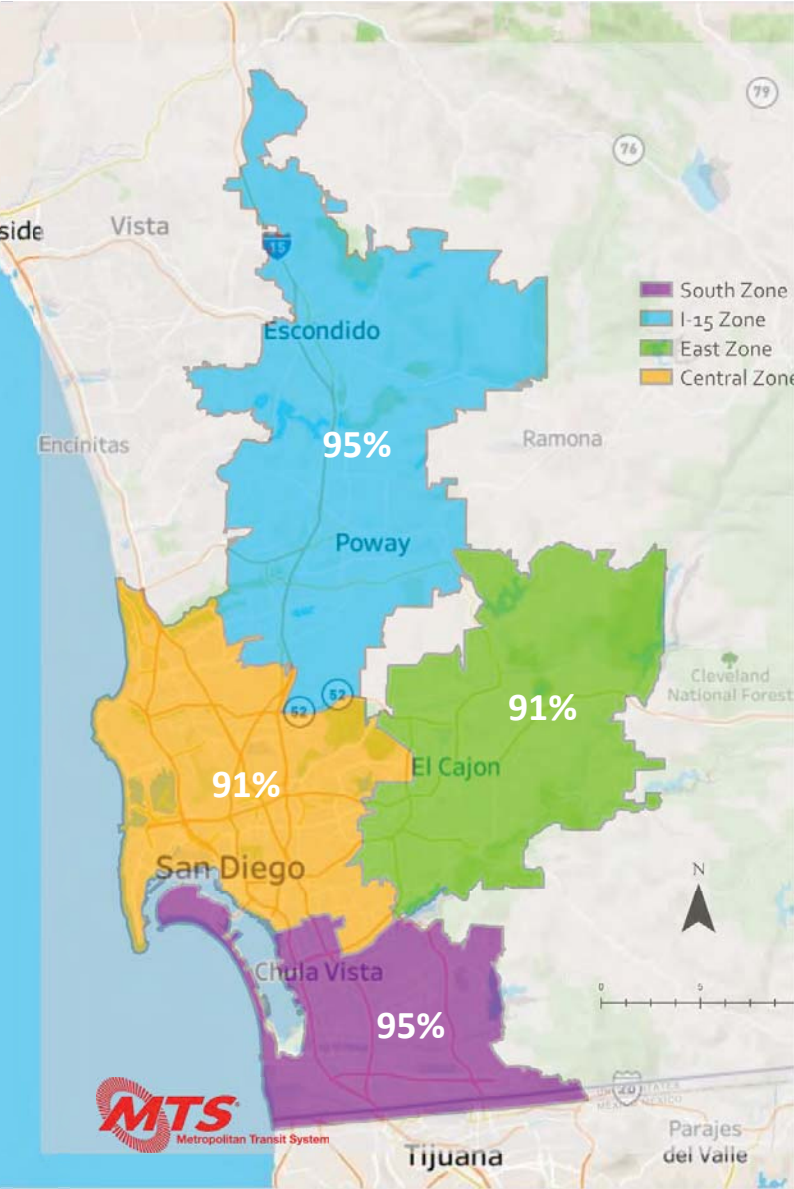 79
76
side
Vista
15
South Zone
I-15 Zone
Escondido
East Zone
Central Zone
Encinitas
95%
Ramona
Poway
Cleveland
National Forest
52
52
91%
El Cajon
91%
San Diego
N
Chula Vista
0
5
95%
MTS
Metropolitan Transit System
Parajes
del Valle
Tijuana